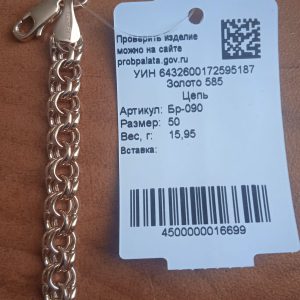 Проверить изделие
можно на сайте
probpalata.gov.ru
УИН 6432600172595187
Золото 585
Цепь
Артикул: Бр-090
Размер: 50
Вес, г: 15,95
Вставка:
4500000016699